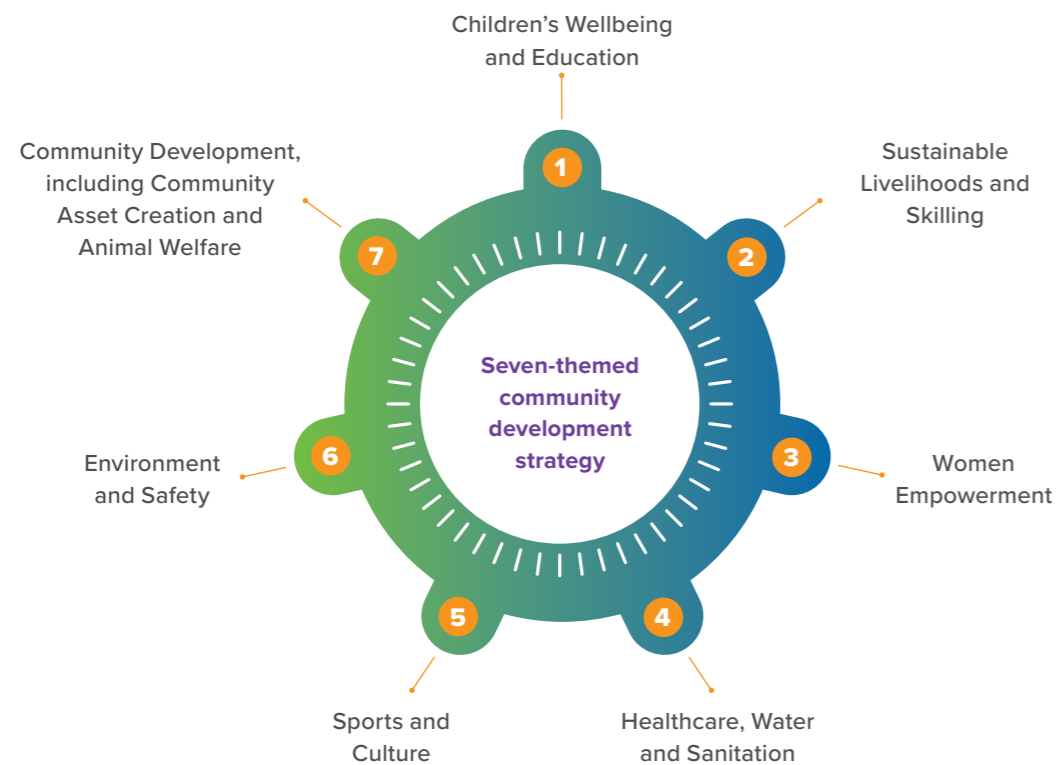 Children’s Wellbeing
and Education
1
Sustainable
Livelihoods and
Skilling
2
Women
Empowerment
3
Healthcare, Water
and Sanitation
4
Sports and
Culture
5
Environment
and Safety
6
Community Development,
including Community
Asset Creation and
Animal Welfare
7
Seven-themed
community
development
strategy